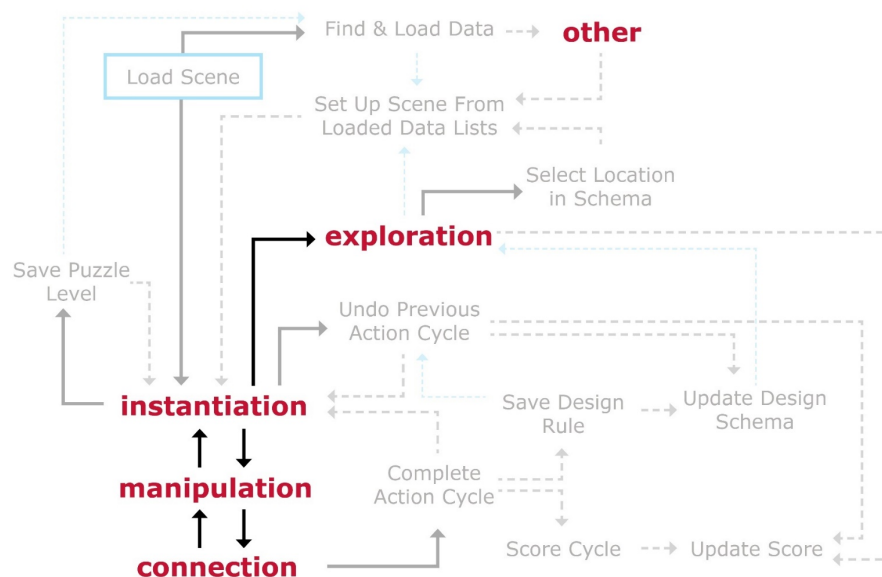 Find & Load Data
other
Load Scene
Set Up Scene From
Loaded Data Lists
Select Location
in Schema
exploration
Save Puzzle
Level
Undo Previous
Action Cycle
instantiation
Save Design
Rule
Update Design
Schema
manipulation
Complete
Action Cycle
connection
Score Cycle
Update Score